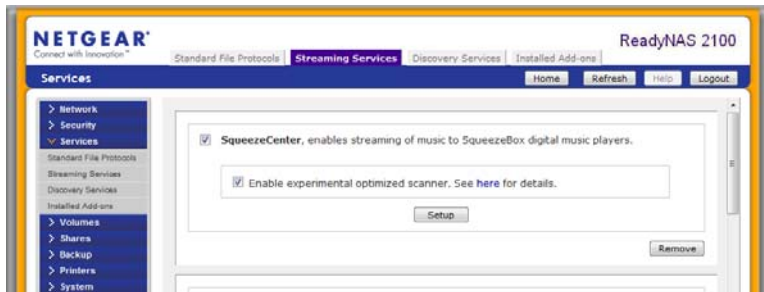 NETGEAR®
Connect with Innovation™
ReadyNAS 2100
Standard File Protocols Streaming Services Discovery Services Installed Add-ons
Services
Home Refresh Help Logout
> Network
> Security
Services
Standard File Protocols
Streaming Services
Discovery Services
Installed Add-ons
> Volumes
> Shares
> Backup
> Printers
> System
SqueezeCenter, enables streaming of music to SqueezeBox digital music players.
Enable experimental optimized scanner. See here for details.
Setup
Remove